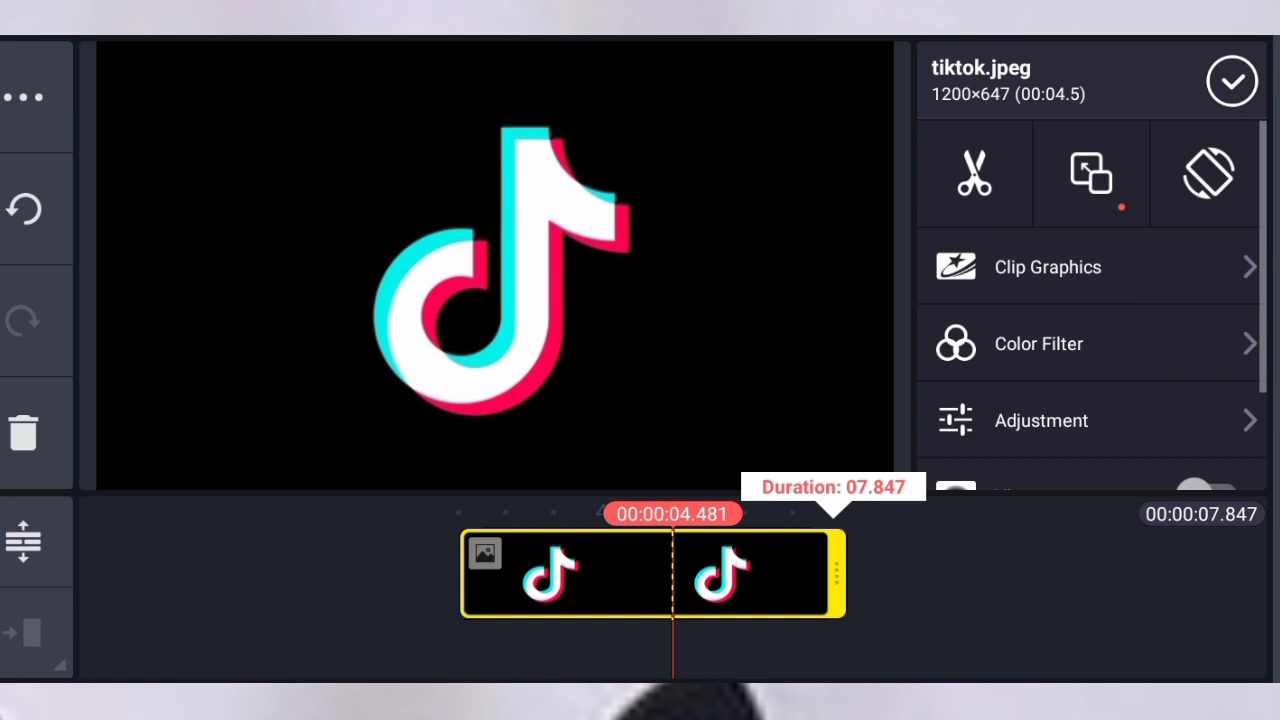 tiktok.jpeg
1200×647 (00:04.5)
Clip Graphics
Color Filter
Adjustment
Duration: 07.847
00:00:04.481
00:00:07.847